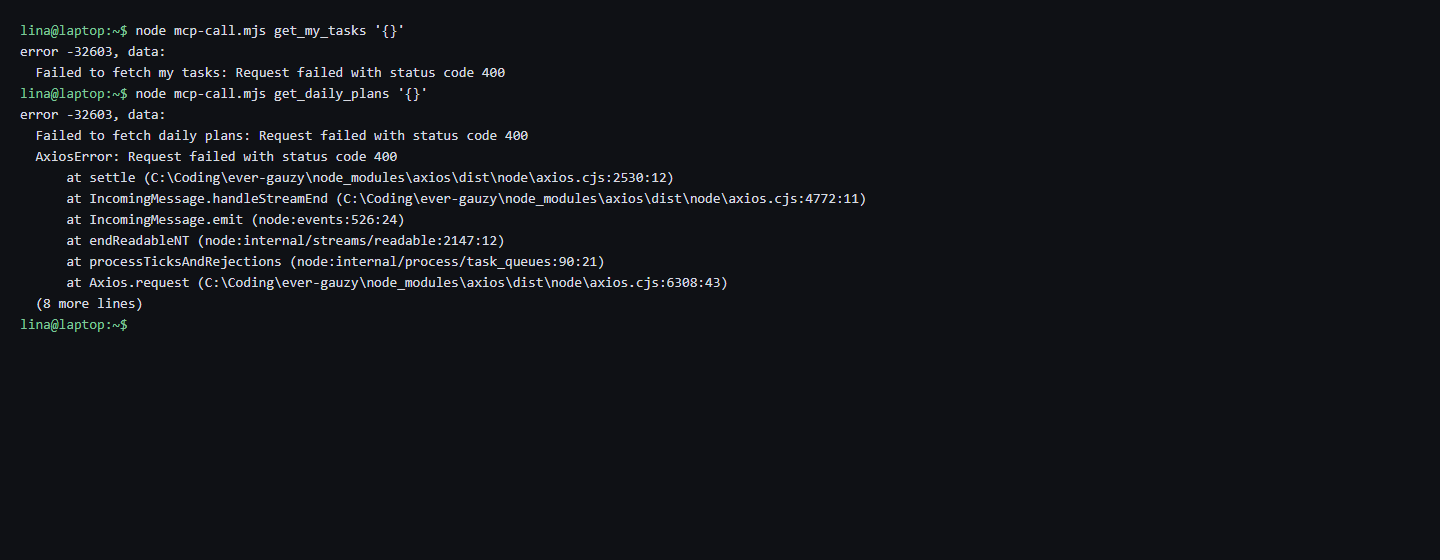 lina@laptop:~$ node mcp-call.mjs get_my_tasks '{}'
error -32603, data:
  Failed to fetch my tasks: Request failed with status code 400
lina@laptop:~$ node mcp-call.mjs get_daily_plans '{}'
error -32603, data:
  Failed to fetch daily plans: Request failed with status code 400
  AxiosError: Request failed with status code 400
      at settle (C:\Coding\ever-gauzy\node_modules\axios\dist\node\axios.cjs:2530:12)
      at IncomingMessage.handleStreamEnd (C:\Coding\ever-gauzy\node_modules\axios\dist\node\axios.cjs:4772:11)
      at IncomingMessage.emit (node:events:526:24)
      at endReadableNT (node:internal/streams/readable:2147:12)
      at processTicksAndRejections (node:internal/process/task_queues:90:21)
      at Axios.request (C:\Coding\ever-gauzy\node_modules\axios\dist\node\axios.cjs:6308:43)
  (8 more lines)
lina@laptop:~$